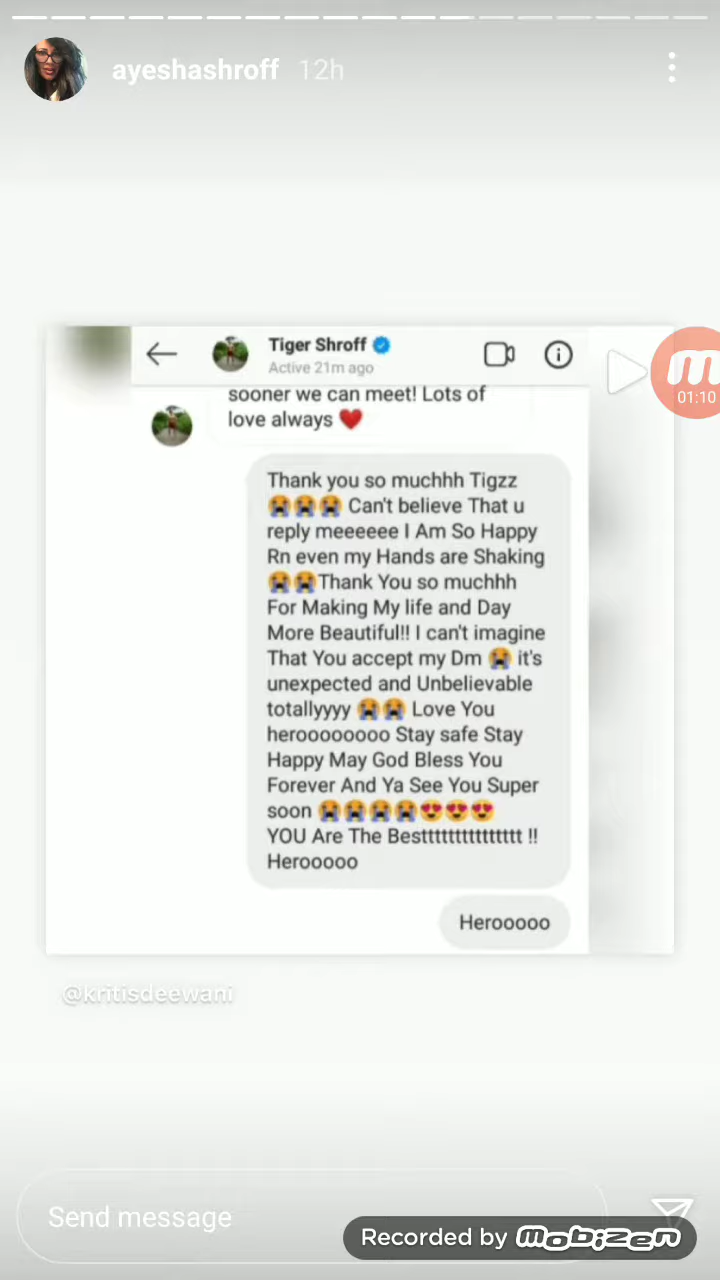 ayeshashroff 12h
Tiger Shroff
Active 21m ago
sooner we can meet! Lots of
love always ❤️
m
01:10
Thank you so muchhh Tigzz
😭😭😭 Can't believe That u
reply meeeeee I Am So Happy
Rn even my Hands are Shaking
😭😭Thank You so muchhh
For Making My life and Day
More Beautiful!! I can't imagine
That You accept my Dm 😭 it's
unexpected and Unbelievable
totallyyyy 😭😭 Love You
heroooooooo Stay safe Stay
Happy May God Bless You
Forever And Ya See You Super
soon 😭😭😭😭😍😍😍
YOU Are The Bestttttttttttttttt !!
Herooooo
Herooooo
@kritisdeewani
Send message
Recorded by mobizen